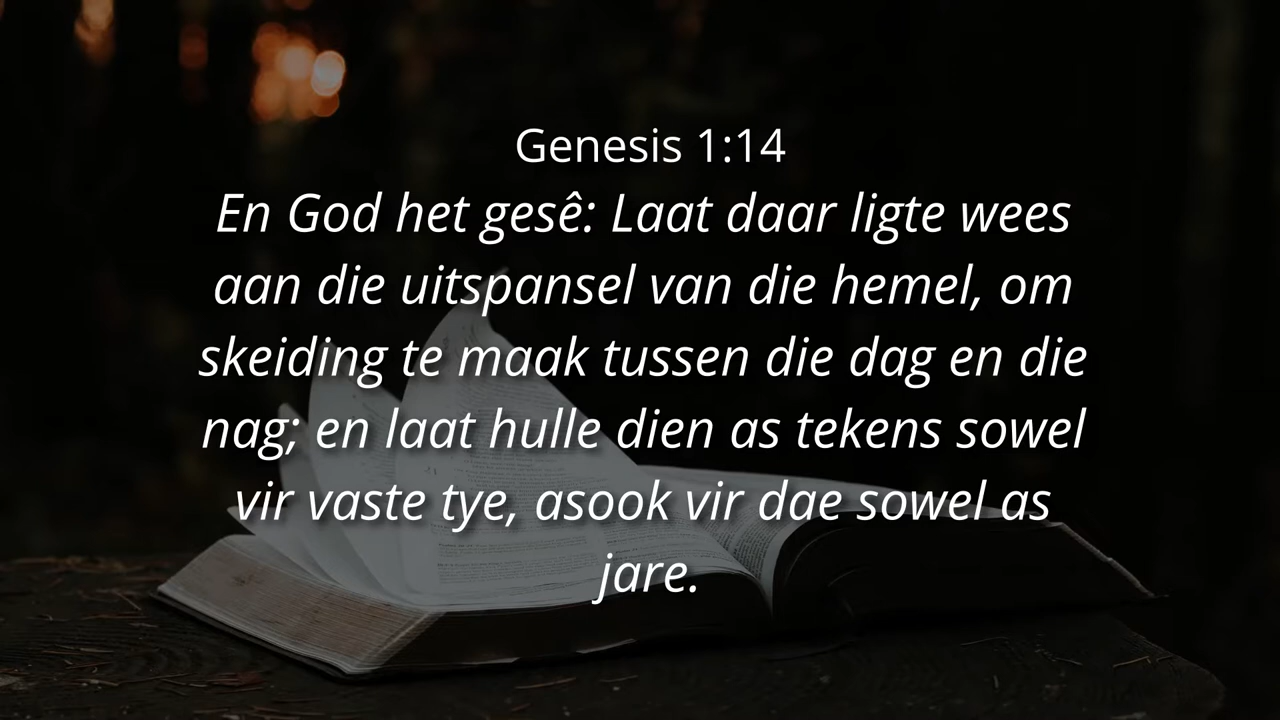 Genesis 1:14
En God het gesê: Laat daar ligte wees
aan die uitspansel van die hemel, om
skeiding te maak tussen die dag en die
nag; en laat hulle dien as tekens sowel
vir vaste tye, asook vir dae sowel as
jare.